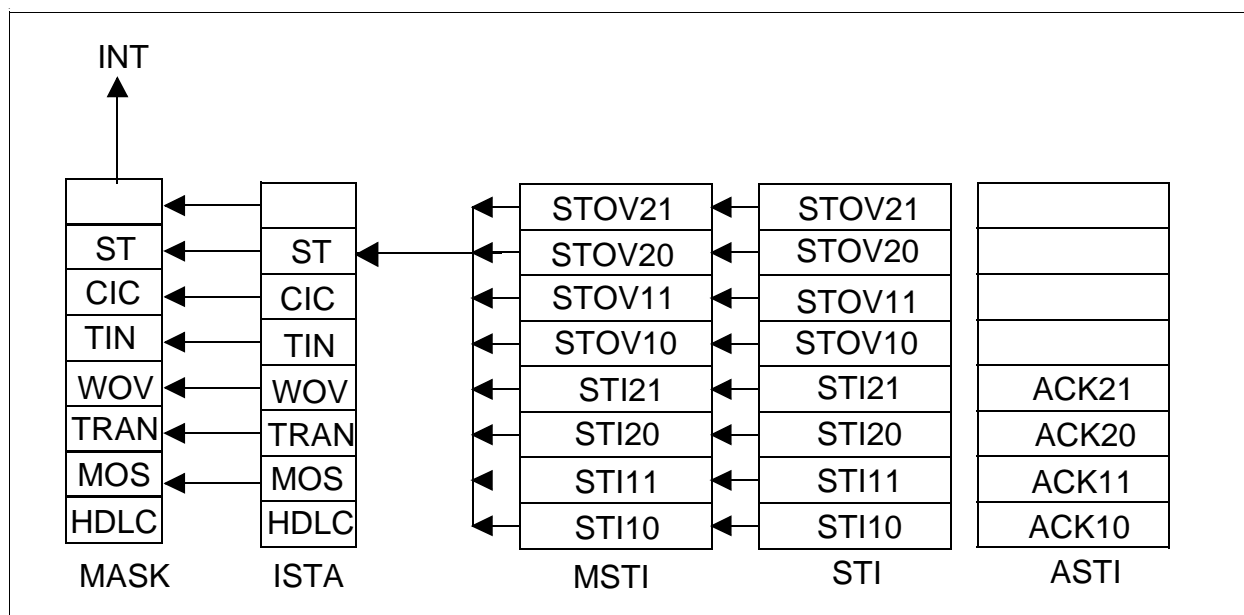 INT
STOV21 STOV21
ST ST STOV20 STOV20
CIC CIC STOV11 STOV11
TIN TIN STOV10 STOV10
WOV WOV STI21 STI21 ACK21
TRAN TRAN STI20 STI20 ACK20
MOS MOS STI11 STI11 ACK11
HDLC HDLC STI10 STI10 ACK10
MASK ISTA MSTI STI ASTI